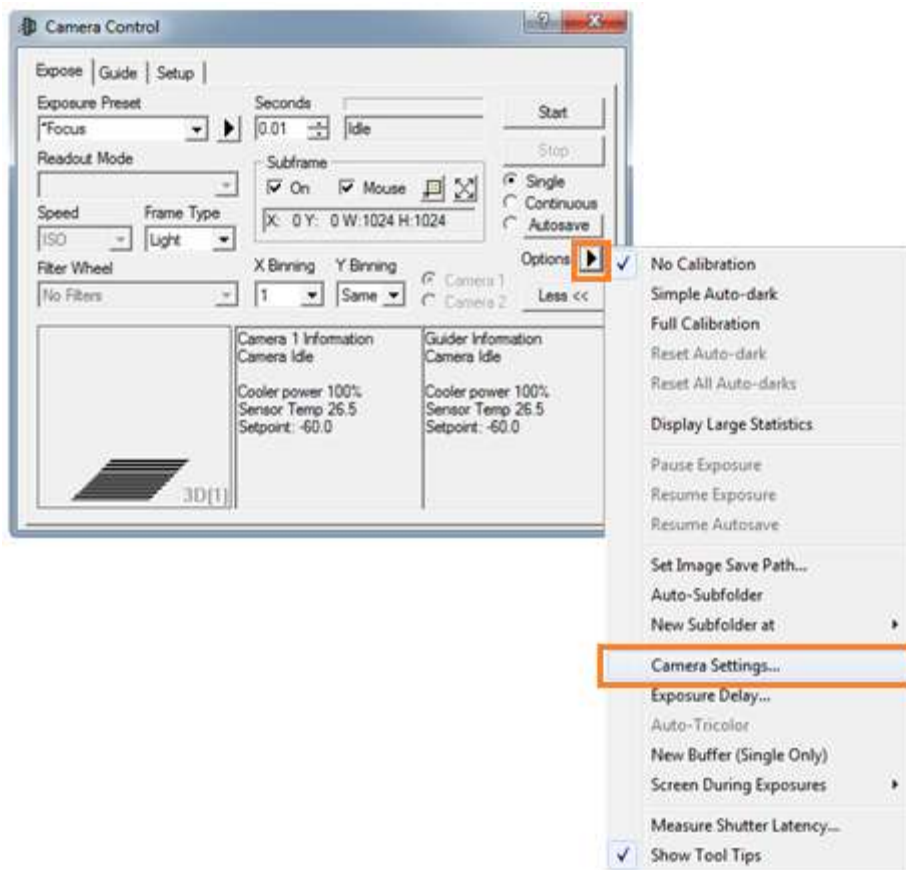 Camera Control
Expose Guide Setup
Exposure Preset Seconds
*Focus 0.01 Idle Start
Readout Mode Subframe Stop
On Mouse Single
Speed Frame Type Continuous
X: 0 Y: 0 W:1024 H:1024 Autosave
ISO Light
Filter Wheel X Binning Y Binning Camera 1 Options
No Filters 1 Same Camera 2 Less <<
Camera 1 Information
Camera Idle
Cooler power 100%
Sensor Temp 26.5
Setpoint: -60.0
Guider Information
Camera Idle
Cooler power 100%
Sensor Temp 26.5
Setpoint: -60.0
3D[1]
No Calibration
Simple Auto-dark
Full Calibration
Reset Auto-dark
Reset All Auto-darks
Display Large Statistics
Pause Exposure
Resume Exposure
Resume Autosave
Set Image Save Path...
Auto-Subfolder
New Subfolder at
Camera Settings...
Exposure Delay...
Auto-Tricolor
New Buffer (Single Only)
Screen During Exposures
Measure Shutter Latency...
Show Tool Tips